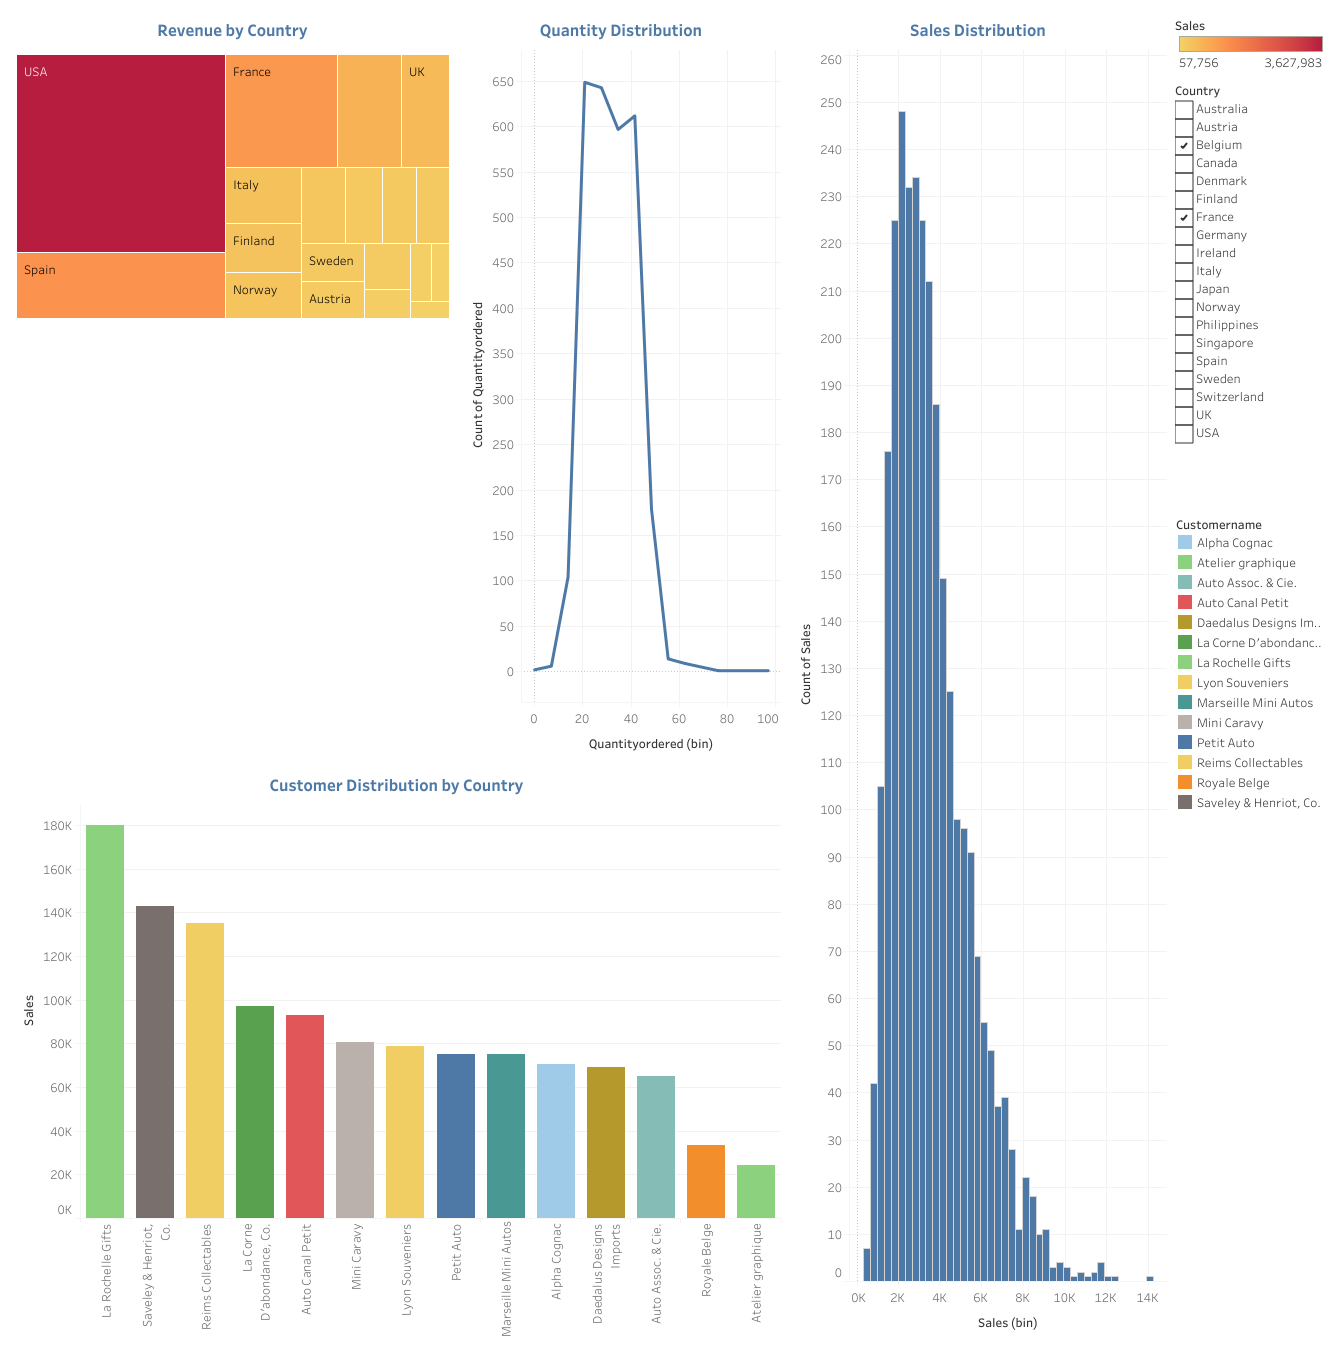 Revenue by Country
USA
France
UK
Italy
Finland
Norway
Sweden
Austria
Spain
Quantity Distribution
Count of Quantityordered
650
600
550
500
450
400
350
300
250
200
150
100
50
0
0 20 40 60 80 100
Quantityordered (bin)
Sales Distribution
Count of Sales
260
250
240
230
220
210
200
190
180
170
160
150
140
130
120
110
100
90
80
70
60
50
40
30
20
10
0
0K 2K 4K 6K 8K 10K 12K 14K
Sales (bin)
Sales
57,756 3,627,983
Country
Australia
Austria
Belgium
Canada
Denmark
Finland
France
Germany
Ireland
Italy
Japan
Norway
Philippines
Singapore
Spain
Sweden
Switzerland
UK
USA
Customername
Alpha Cognac
Atelier graphique
Auto Assoc. & Cie.
Auto Canal Petit
Daedalus Designs Im..
La Corne D'abondanc..
La Rochelle Gifts
Lyon Souveniers
Marseille Mini Autos
Mini Caravy
Petit Auto
Reims Collectables
Royale Belge
Saveley & Henriot, Co.
Customer Distribution by Country
Sales
180K
160K
140K
120K
100K
80K
60K
40K
20K
0K
La Rochelle Gifts
Saveley & Henriot,
Co.
Reims Collectables
La Corne
D'abondance, Co.
Auto Canal Petit
Mini Caravy
Lyon Souveniers
Petit Auto
Marseille Mini Autos
Alpha Cognac
Daedalus Designs
Imports
Auto Assoc. & Cie.
Royale Belge
Atelier graphique